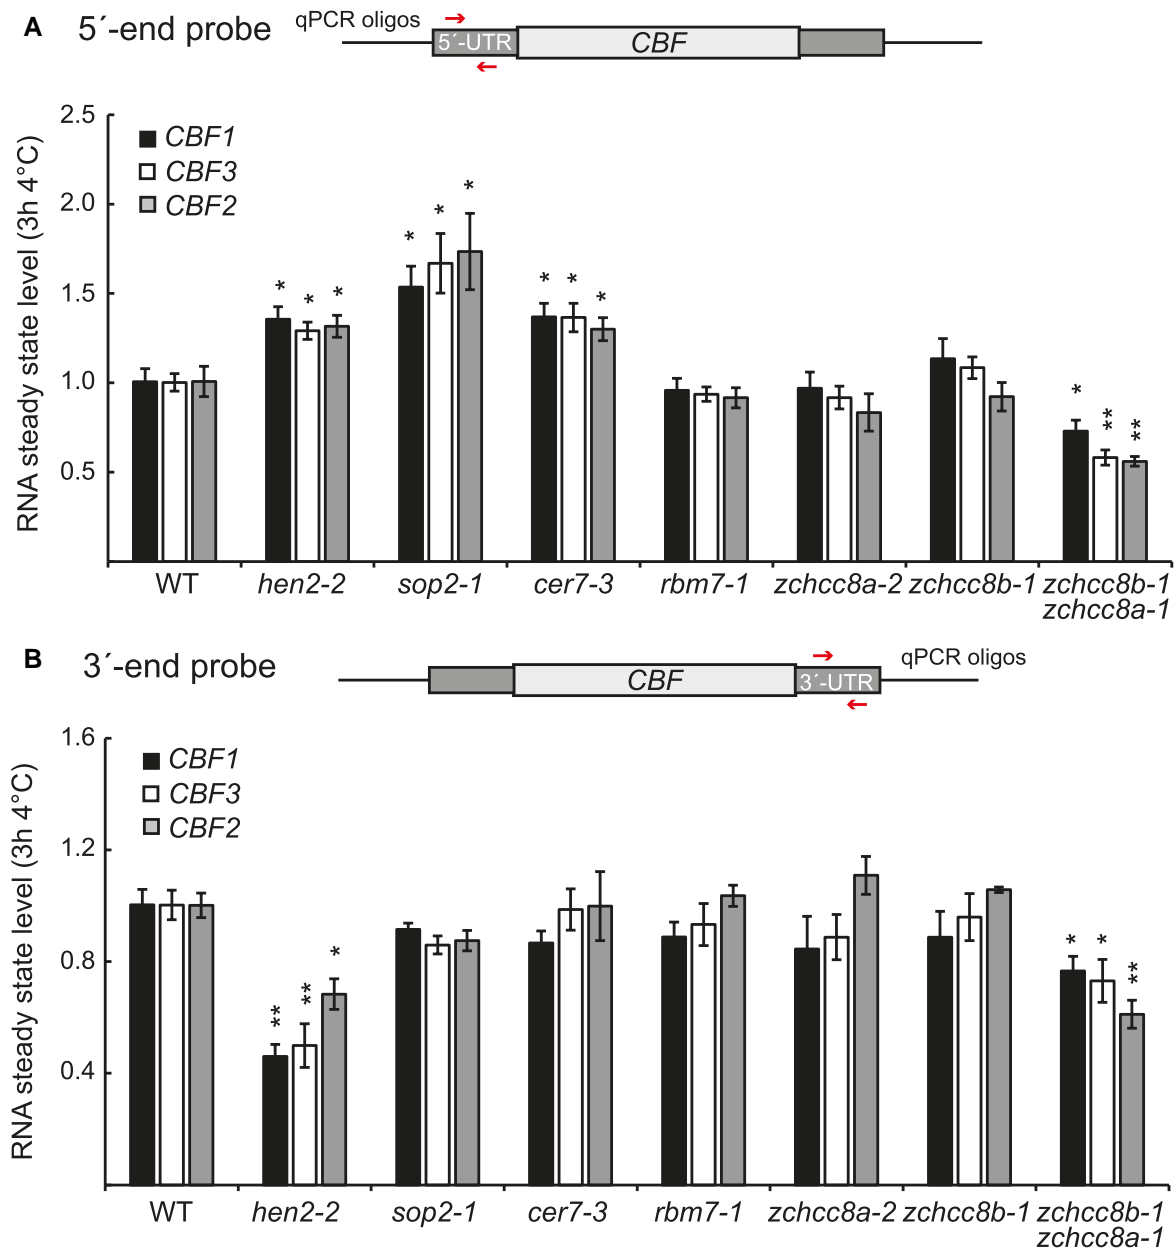 A 5´-end probe qPCR oligos
5´-UTR CBF
RNA steady state level (3h 4°C)
2.5
2.0
1.5
1.0
0.5
CBF1
CBF3
CBF2
* * *
* * *
* * *
* ** **
WT hen2-2 sop2-1 cer7-3 rbm7-1 zchcc8a-2 zchcc8b-1 zchcc8b-1
zchcc8a-1
B 3´-end probe qPCR oligos
CBF 3´-UTR
RNA steady state level (3h 4°C)
1.6
1.2
0.8
0.4
CBF1
CBF3
CBF2
** ** *
* * **
WT hen2-2 sop2-1 cer7-3 rbm7-1 zchcc8a-2 zchcc8b-1 zchcc8b-1
zchcc8a-1